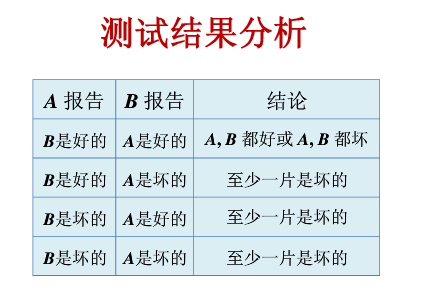 测试结果分析
A 报告 B 报告 结论
B是好的 A是好的 A, B 都好或 A, B 都坏
B是好的 A是坏的 至少一片是坏的
B是坏的 A是好的 至少一片是坏的
B是坏的 A是坏的 至少一片是坏的